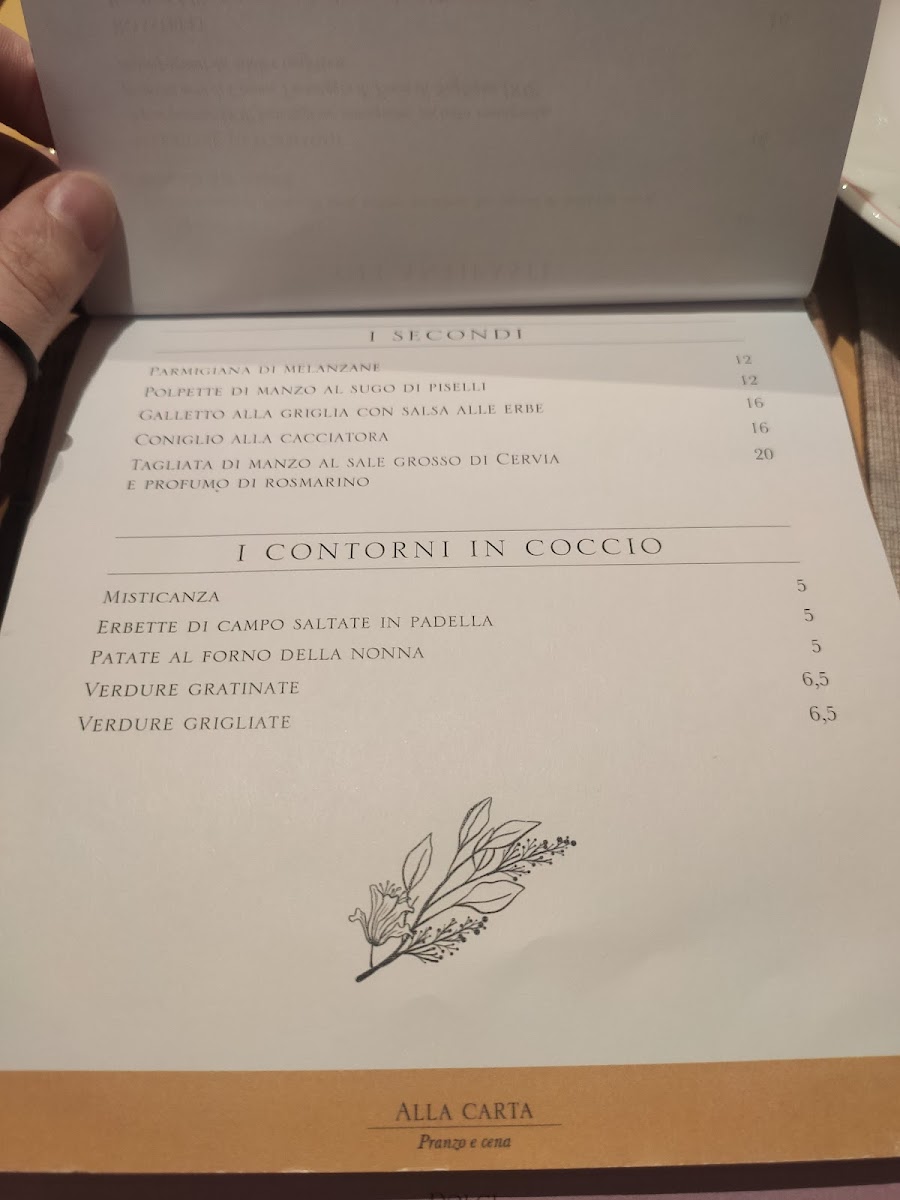 I SECONDI
PARMIGIANA DI MELANZANE 12
POLPETTE DI MANZO AL SUGO DI PISELLI 12
GALLETTO ALLA GRIGLIA CON SALSA ALLE ERBE 16
CONIGLIO ALLA CACCIATORA 16
TAGLIATA DI MANZO AL SALE GROSSO DI CERVIA 20
E PROFUMO DI ROSMARINO
I CONTORNI IN COCCIO
MISTICANZA 5
ERBETTE DI CAMPO SALTATE IN PADELLA 5
PATATE AL FORNO DELLA NONNA 5
VERDURE GRATINATE 6,5
VERDURE GRIGLIATE 6,5
ALLA CARTA
Pranzo e cena